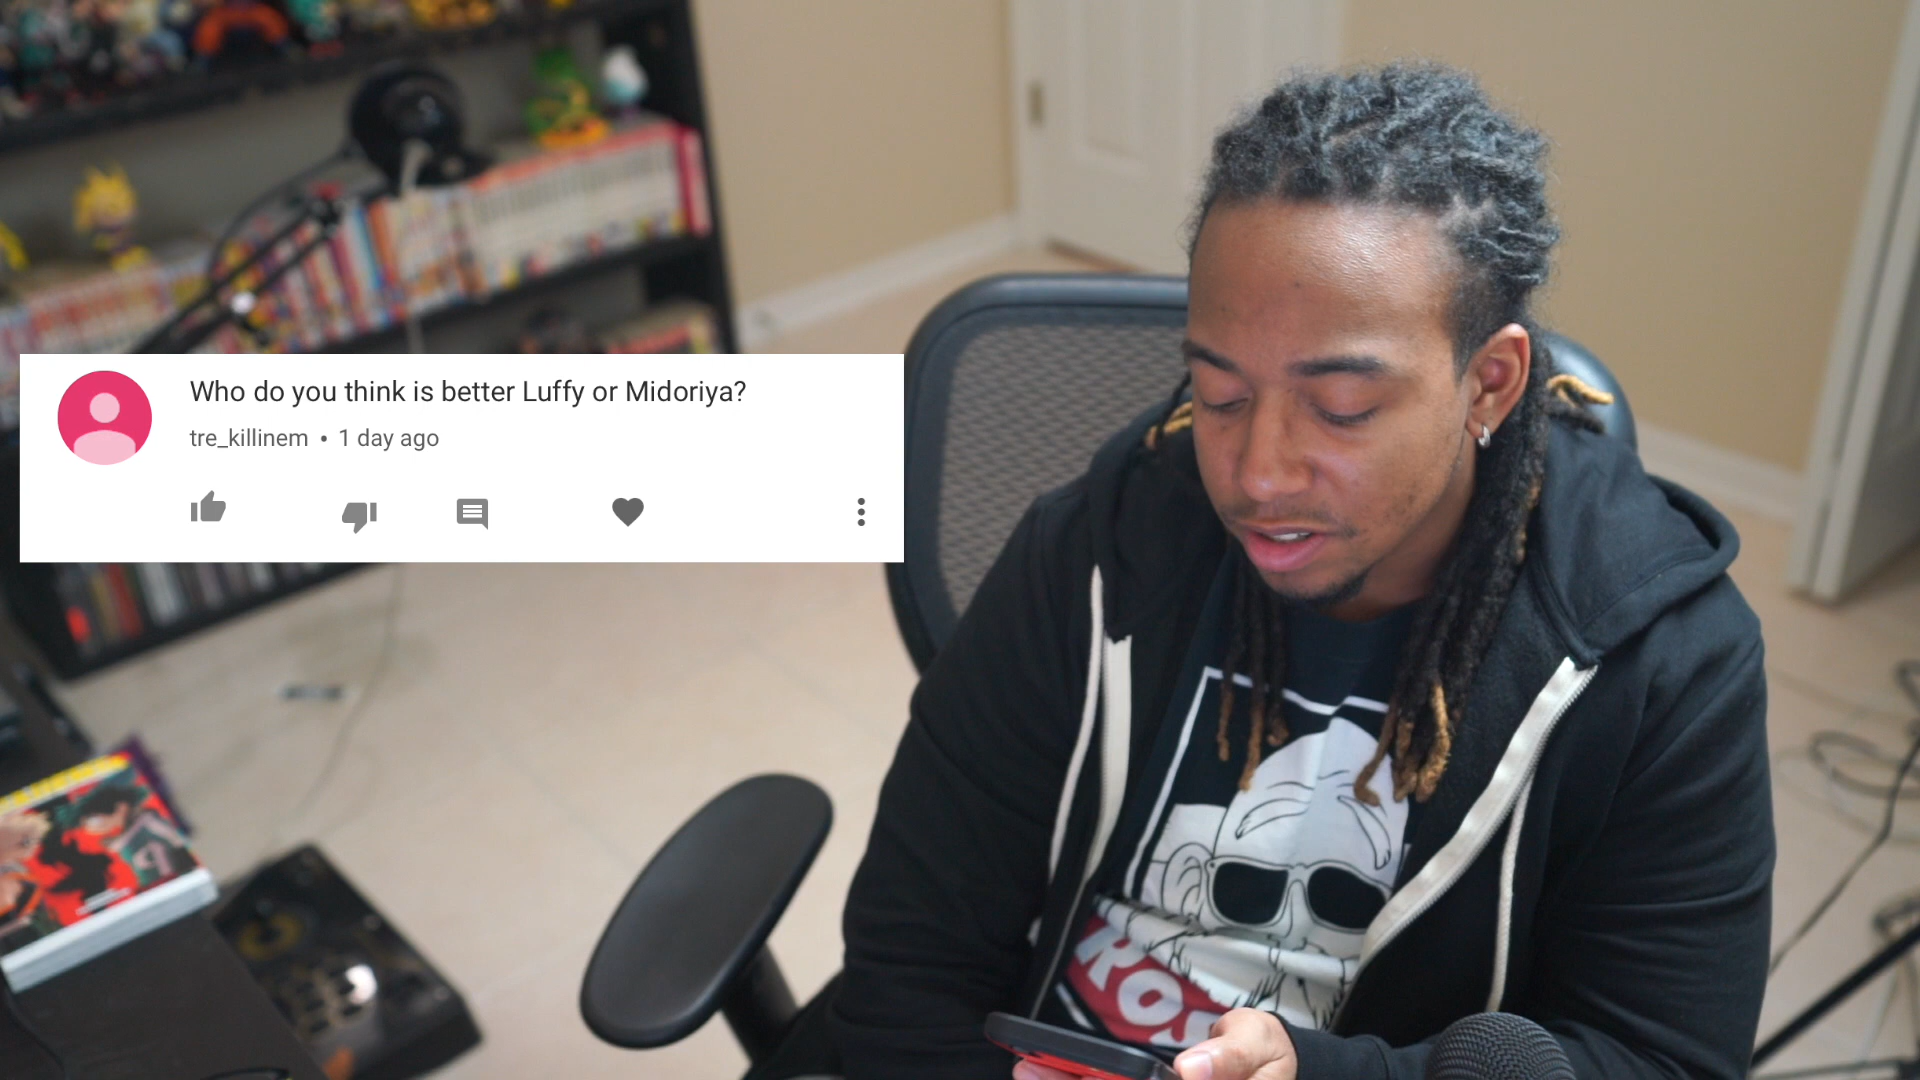 Who do you think is better Luffy or Midoriya?
tre_killinem • 1 day ago